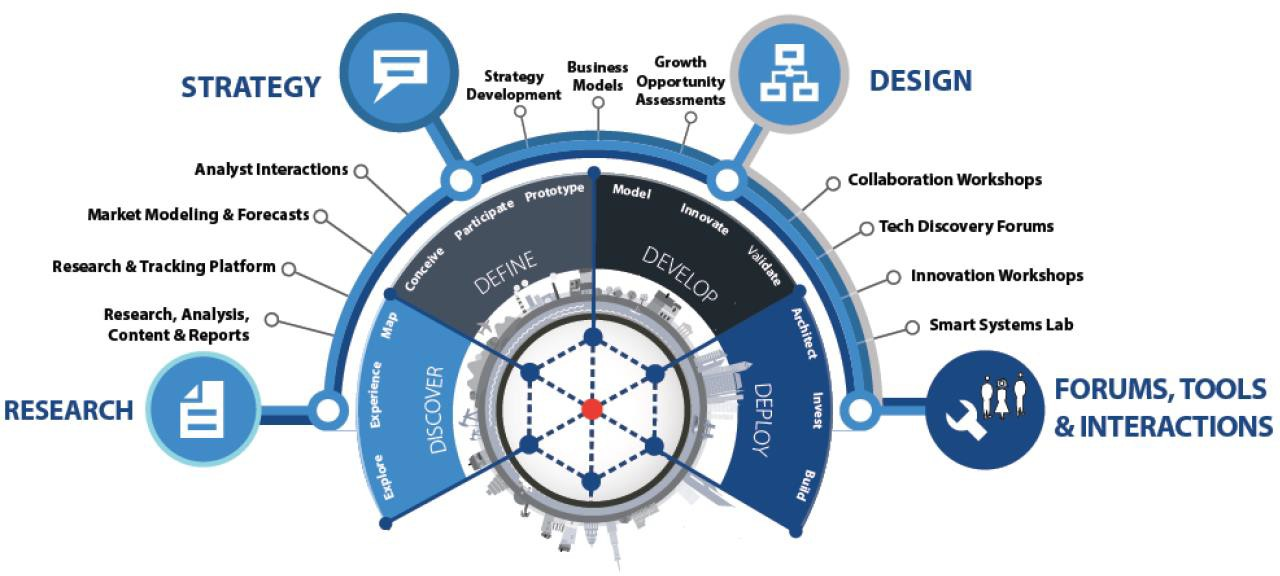 STRATEGY
Strategy
Development
Business
Models
Growth
Opportunity
Assessments
DESIGN
Analyst Interactions
Market Modeling & Forecasts
Research & Tracking Platform
Research, Analysis,
Content & Reports
RESEARCH
Collaboration Workshops
Tech Discovery Forums
Innovation Workshops
Smart Systems Lab
FORUMS, TOOLS
& INTERACTIONS
Explore
Experience
Map
DISCOVER
Conceive
Participate
Prototype
DEFINE
Model
Innovate
Validate
DEVELOP
Architect
Invest
Build
DEPLOY